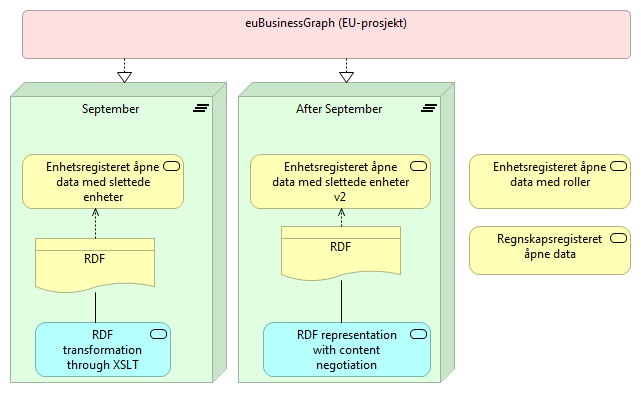 euBusinessGraph (EU-prosjekt)
September
Enhetsregisteret åpne
data med slettede
enheter
RDF
RDF
transformation
through XSLT
After September
Enhetsregisteret åpne
data med slettede enheter
v2
RDF
RDF representation
with content
negotiation
Enhetsregisteret åpne
data med roller
Regnskapsregisteret
åpne data